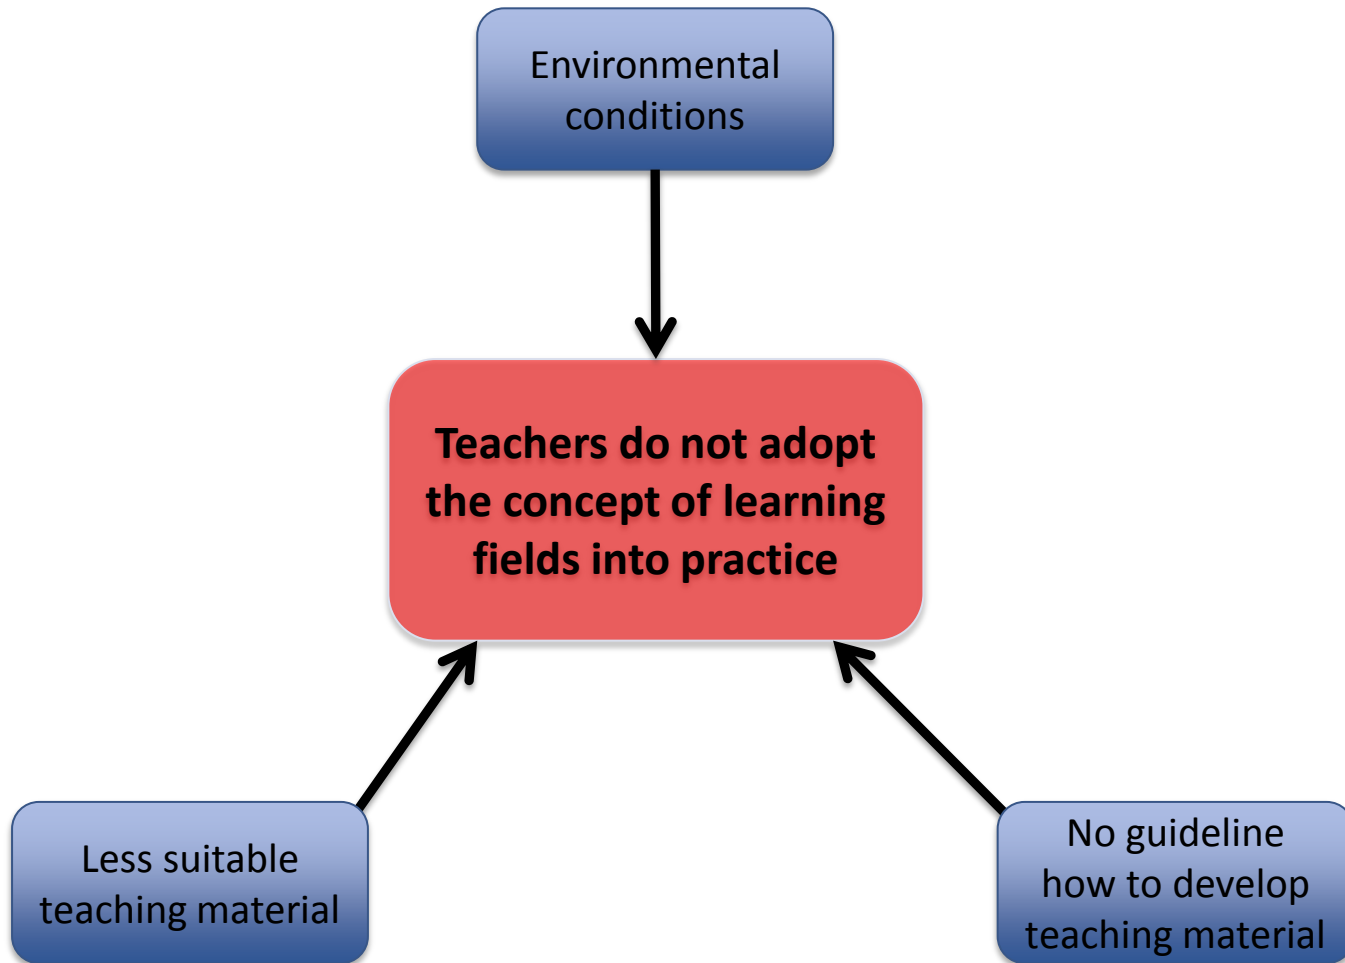 Environmental
conditions
Teachers do not adopt
the concept of learning
fields into practice
Less suitable
teaching material
No guideline
how to develop
teaching material